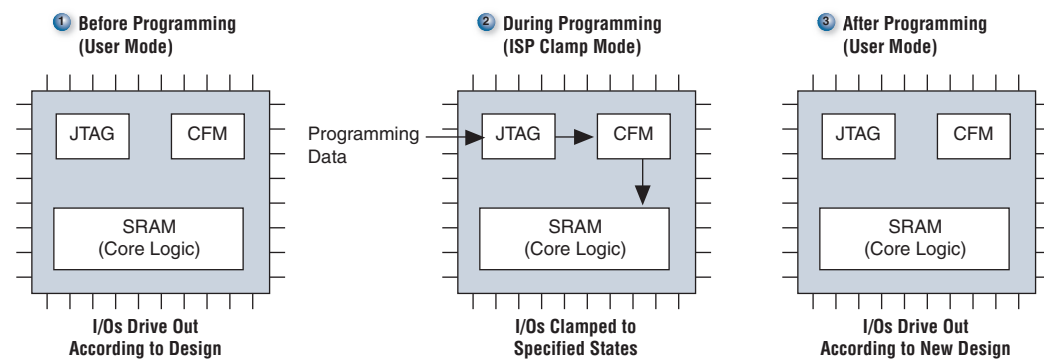 1 Before Programming
(User Mode)
JTAG
CFM
SRAM
(Core Logic)
I/Os Drive Out
According to Design
2 During Programming
(ISP Clamp Mode)
Programming
Data
JTAG
CFM
SRAM
(Core Logic)
I/Os Clamped to
Specified States
3 After Programming
(User Mode)
JTAG
CFM
SRAM
(Core Logic)
I/Os Drive Out
According to New Design